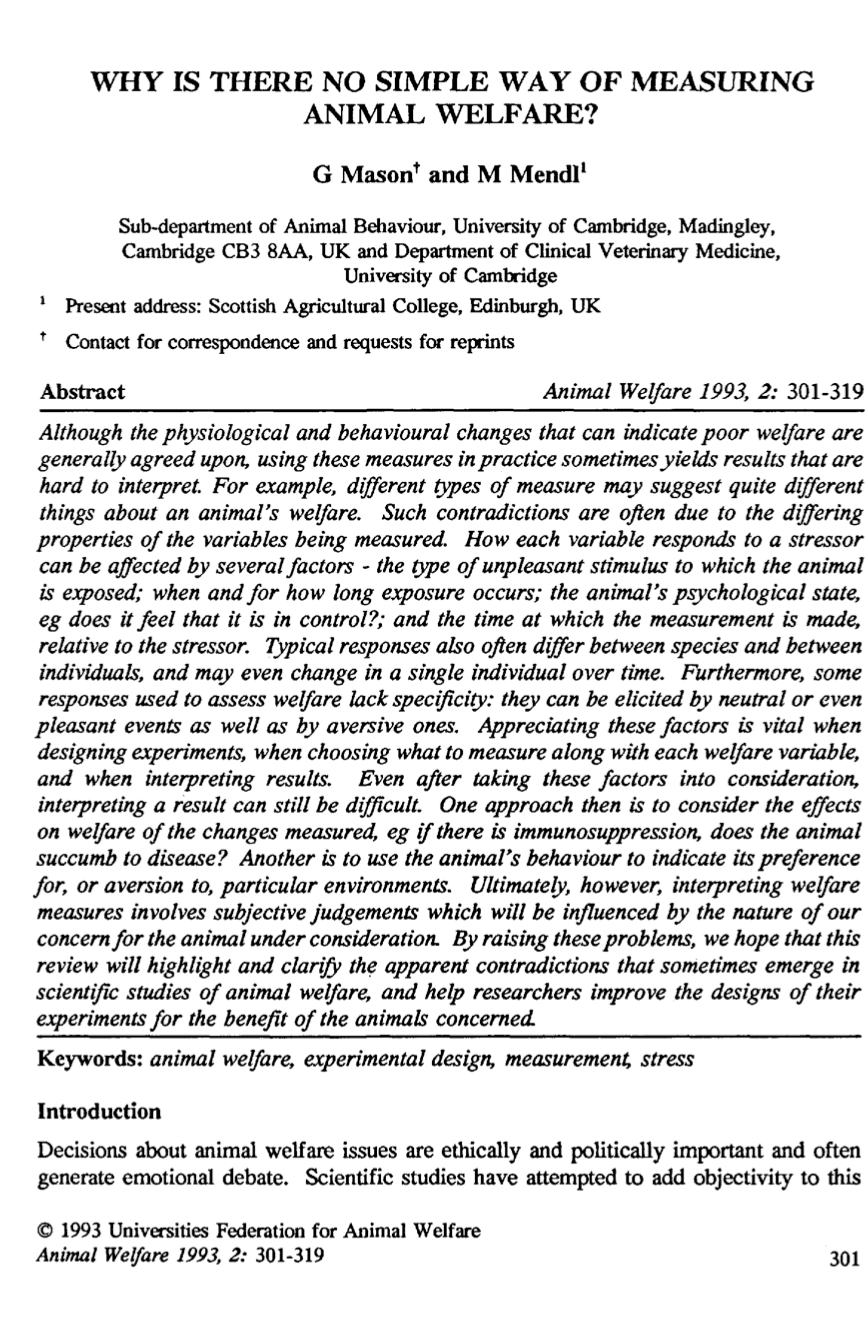 WHY IS THERE NO SIMPLE WAY OF MEASURING
ANIMAL WELFARE?
G Mason† and M Mendl¹
Sub-department of Animal Behaviour, University of Cambridge, Madingley,
Cambridge CB3 8AA, UK and Department of Clinical Veterinary Medicine,
University of Cambridge
¹ Present address: Scottish Agricultural College, Edinburgh, UK
† Contact for correspondence and requests for reprints
Abstract Animal Welfare 1993, 2: 301-319
Although the physiological and behavioural changes that can indicate poor welfare are
generally agreed upon, using these measures in practice sometimes yields results that are
hard to interpret. For example, different types of measure may suggest quite different
things about an animal's welfare. Such contradictions are often due to the differing
properties of the variables being measured. How each variable responds to a stressor
can be affected by several factors - the type of unpleasant stimulus to which the animal
is exposed; when and for how long exposure occurs; the animal's psychological state,
eg does it feel that it is in control?; and the time at which the measurement is made,
relative to the stressor. Typical responses also often differ between species and between
individuals, and may even change in a single individual over time. Furthermore, some
responses used to assess welfare lack specificity: they can be elicited by neutral or even
pleasant events as well as by aversive ones. Appreciating these factors is vital when
designing experiments, when choosing what to measure along with each welfare variable,
and when interpreting results. Even after taking these factors into consideration,
interpreting a result can still be difficult. One approach then is to consider the effects
on welfare of the changes measured, eg if there is immunosuppression, does the animal
succumb to disease? Another is to use the animal's behaviour to indicate its preference
for, or aversion to, particular environments. Ultimately, however, interpreting welfare
measures involves subjective judgements which will be influenced by the nature of our
concern for the animal under consideration. By raising these problems, we hope that this
review will highlight and clarify the apparent contradictions that sometimes emerge in
scientific studies of animal welfare, and help researchers improve the designs of their
experiments for the benefit of the animals concerned.
Keywords: animal welfare, experimental design, measurement, stress
Introduction
Decisions about animal welfare issues are ethically and politically important and often
generate emotional debate. Scientific studies have attempted to add objectivity to this
© 1993 Universities Federation for Animal Welfare
Animal Welfare 1993, 2: 301-319 301